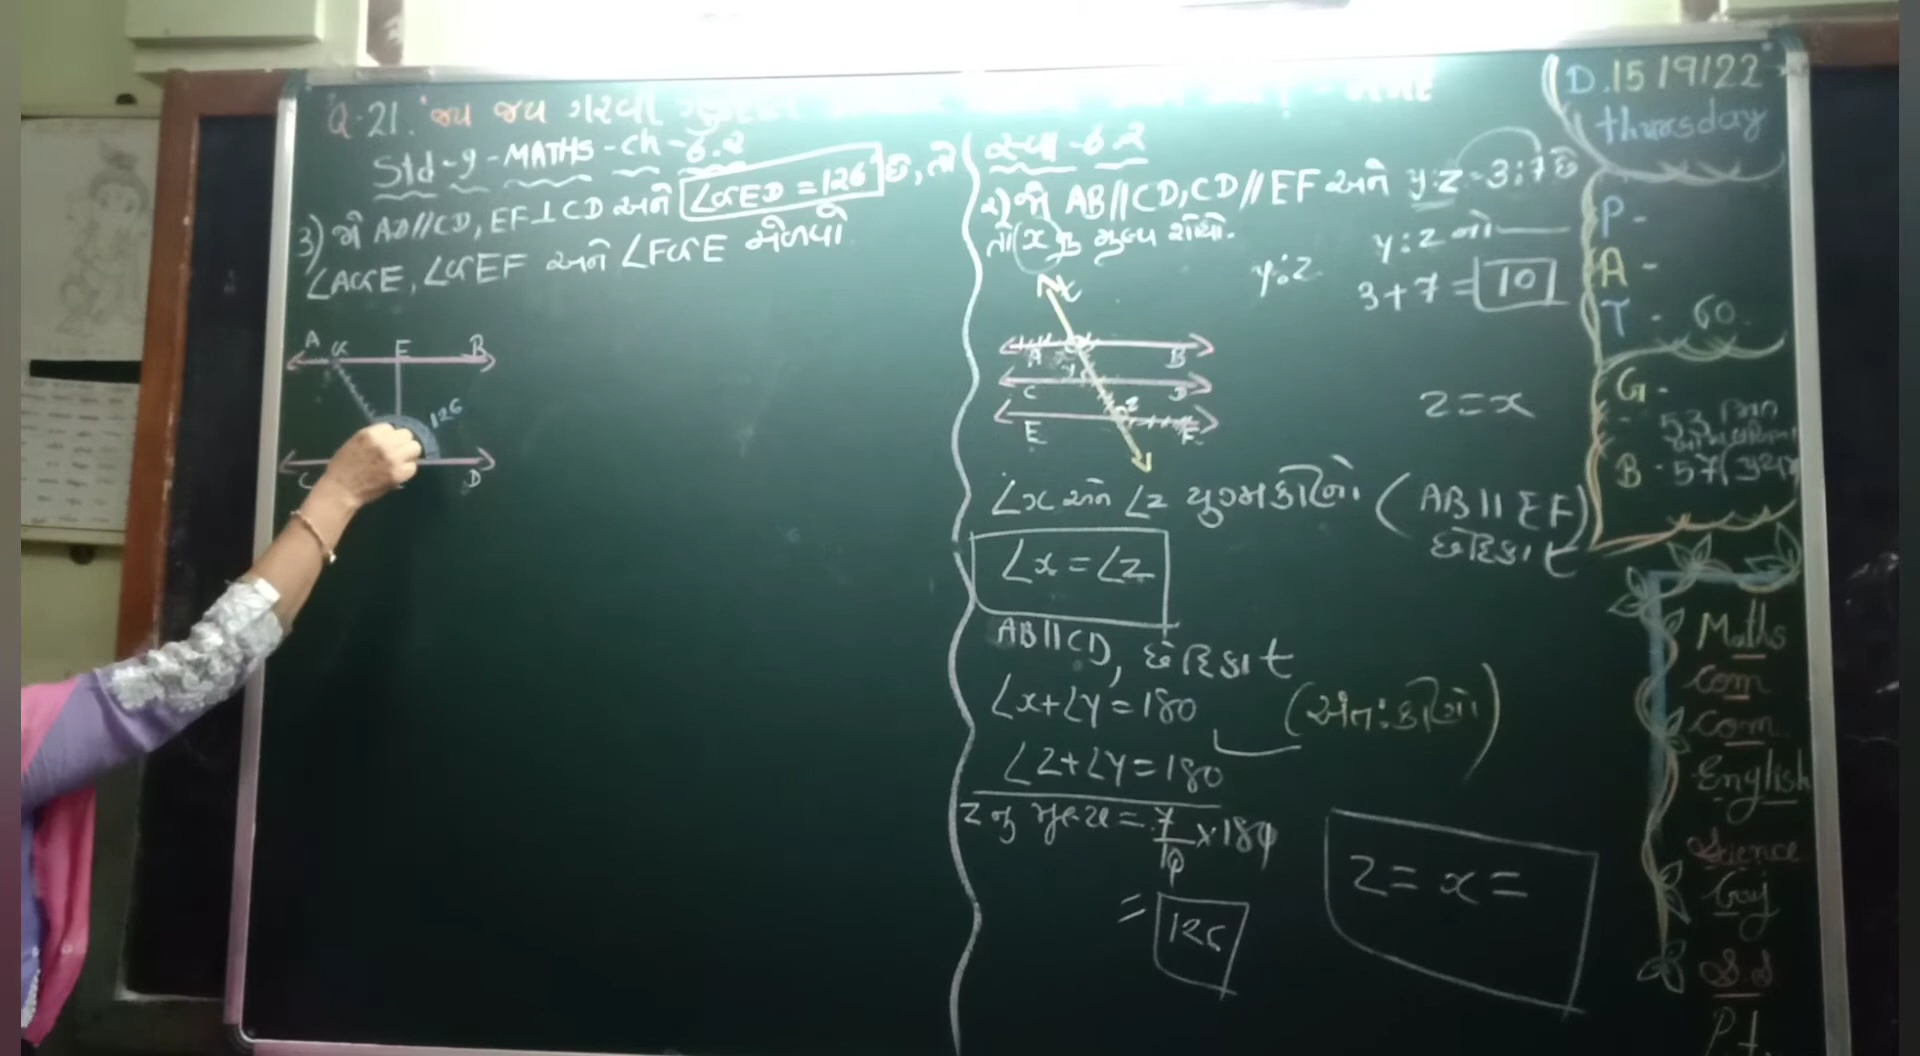 Q.21. જય જય ગરવી
Std-9-MATHS-Ch-6.2
3) જો AB//CD, EF⊥CD અને ∠GED=126° છે, તો
∠AGE, ∠GEF અને ∠FGE મેળવો
A G E B
126
C D
સ્વા-6.2
2) જો AB//CD, CD//EF અને y:z=3:7 છે
તો x નું મુલ્ય શોધો.
y:z
y:z નો
3+7=10
t
A B
y
C D
z
E F
z=x
∠x અને ∠z યુગ્મકોણો (AB||EF)
છેદિકા t
∠x=∠z
AB||CD, છેદિકા t
∠x+∠y=180 (અંત:કોણો)
∠z+∠y=180
z નું મુલ્ય = 7/10 x 180
= 126
z = x =
D.15/9/22
thursday
P-
A-
T- 60
G-
53
B-57
Maths
com
com
English
Science
Guj
S.S
P.t.